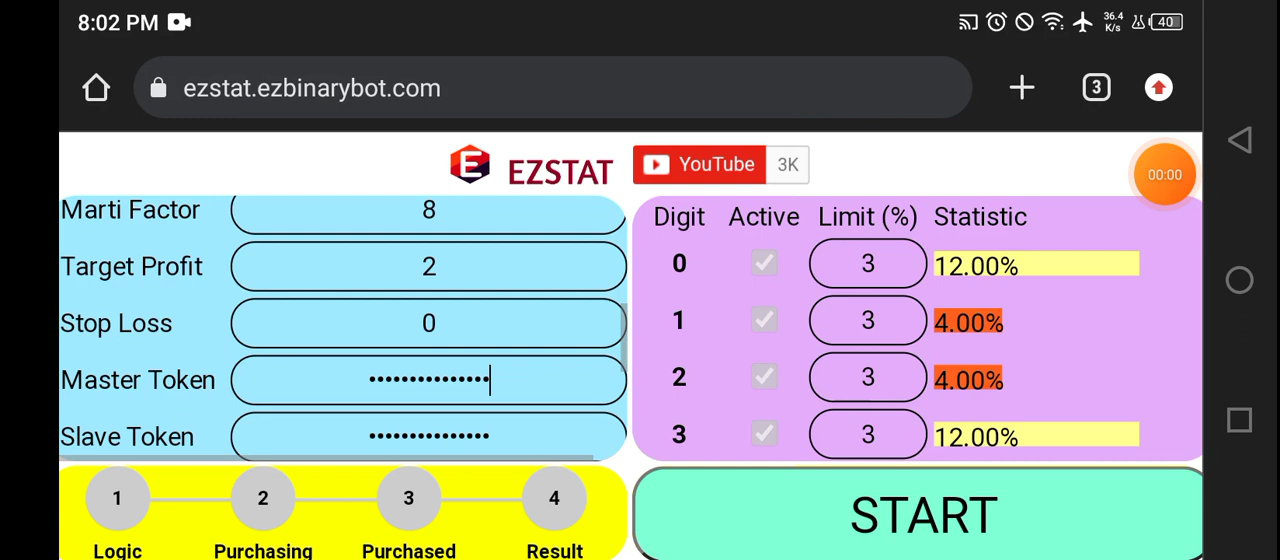 8:02 PM
36.4 K/s
40
ezstat.ezbinarybot.com
3
EZSTAT
YouTube 3K
00:00
Marti Factor 8
Target Profit 2
Stop Loss 0
Master Token •••••••••••••••
Slave Token •••••••••••••••
Digit Active Limit (%) Statistic
0 3 12.00%
1 3 4.00%
2 3 4.00%
3 3 12.00%
1 2 3 4
Logic Purchasing Purchased Result
START